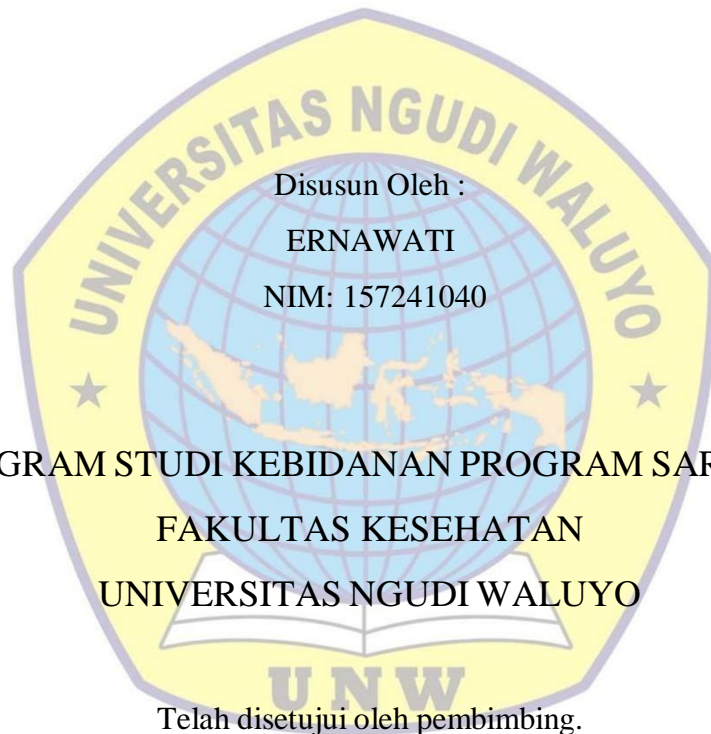 UNIVERSITAS NGUDI WALUYO
Disusun Oleh :
ERNAWATI
NIM: 157241040
GRAM STUDI KEBIDANAN PROGRAM SAR
FAKULTAS KESEHATAN
UNIVERSITAS NGUDI WALUYO
UNW
Telah disetujui oleh pembimbing.